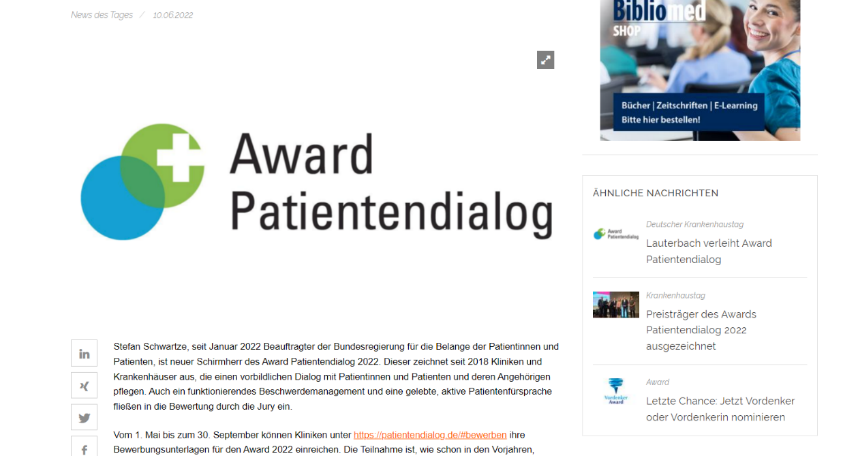 News des Tages / 10.06.2022
Award
Patientendialog
Stefan Schwartze, seit Januar 2022 Beauftragter der Bundesregierung für die Belange der Patientinnen und
Patienten, ist neuer Schirmherr des Award Patientendialog 2022. Dieser zeichnet seit 2018 Kliniken und
Krankenhäuser aus, die einen vorbildlichen Dialog mit Patientinnen und Patienten und deren Angehörigen
pflegen. Auch ein funktionierendes Beschwerdemanagement und eine gelebte, aktive Patientenfürsprache
fließen in die Bewertung durch die Jury ein.
Vom 1. Mai bis zum 30. September können Kliniken unter https://patientendialog.de/#bewerben ihre
Bewerbungsunterlagen für den Award 2022 einreichen. Die Teilnahme ist, wie schon in den Vorjahren,
Bibliomed
SHOP
Bücher | Zeitschriften | E-Learning
Bitte hier bestellen!
ÄHNLICHE NACHRICHTEN
Award
Patientendialog
Deutscher Krankenhaustag
Lauterbach verleiht Award
Patientendialog
Krankenhaustag
Preisträger des Awards
Patientendialog 2022
ausgezeichnet
Vordenker
Award
Award
Letzte Chance: Jetzt Vordenker
oder Vordenkerin nominieren